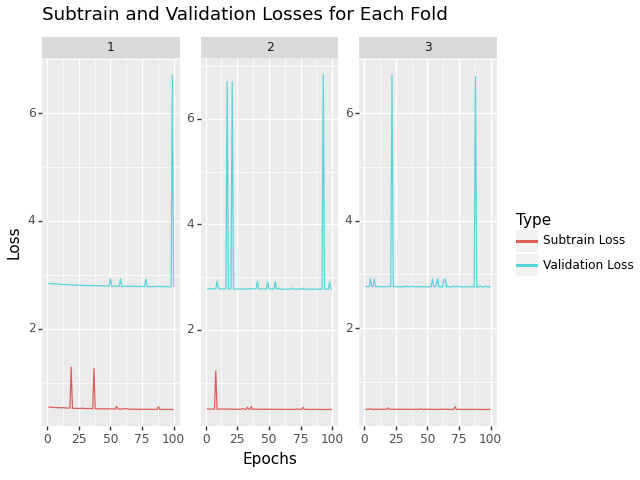 Subtrain and Validation Losses for Each Fold
1 2 3
6 6 6
4 4 4
2 2 2
0 25 50 75 100 0 25 50 75 100 0 25 50 75 100
Loss
Epochs
Type
Subtrain Loss
Validation Loss